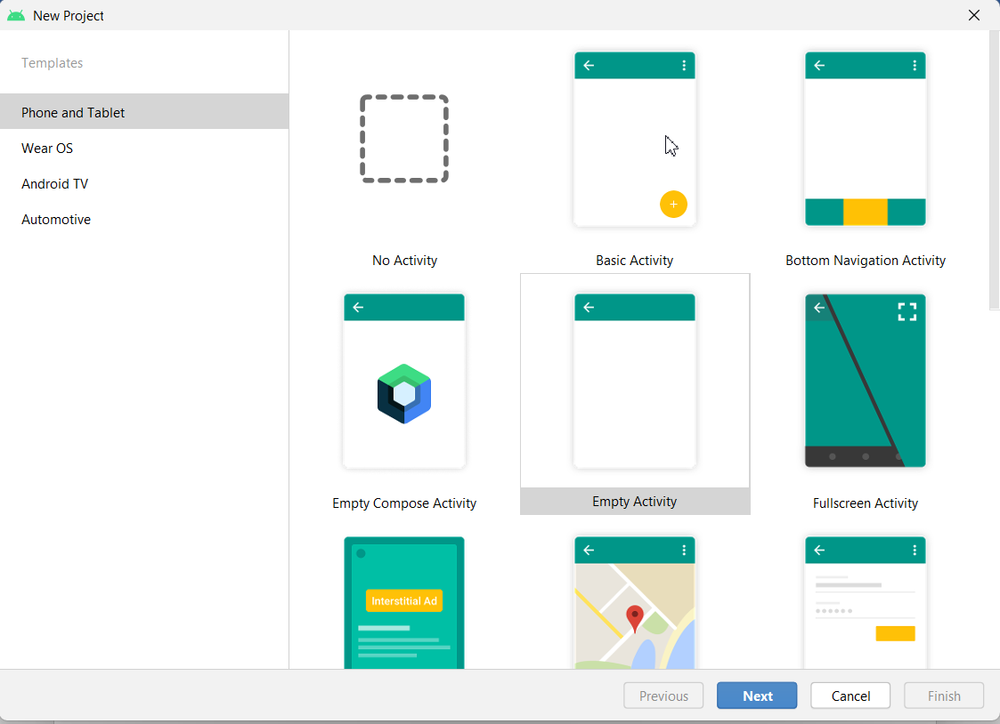 New Project
Templates
Phone and Tablet
Wear OS
Android TV
Automotive
No Activity
Basic Activity
Bottom Navigation Activity
Empty Compose Activity
Empty Activity
Fullscreen Activity
Interstitial Ad
Previous
Next
Cancel
Finish